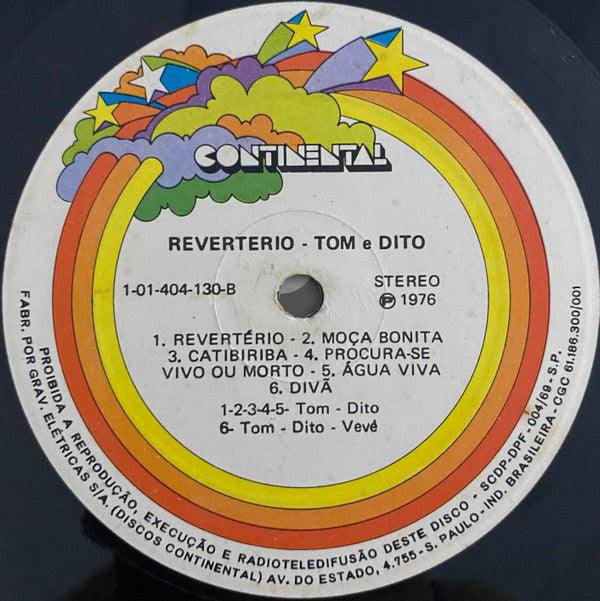 CONTINENTAL
REVERTERIO - TOM e DITO
1-01-404-130-B
STEREO
℗ 1976
1. REVERTÉRIO - 2. MOÇA BONITA
3. CATIBIRIBA - 4. PROCURA-SE
VIVO OU MORTO - 5. ÁGUA VIVA
6. DIVÃ
1-2-3-4-5- Tom - Dito
6- Tom - Dito - Vevé
PROIBIDA A REPRODUÇÃO, EXECUÇÃO E RADIOTELEDIFUSÃO DESTE DISCO - SCDP-DPF - 004/69 - S.P.
FABR. POR GRAV. ELÉTRICAS S/A. (DISCOS CONTINENTAL) AV. DO ESTADO, 4.755 - S. PAULO - IND. BRASILEIRA - CGC 61.186.300/001